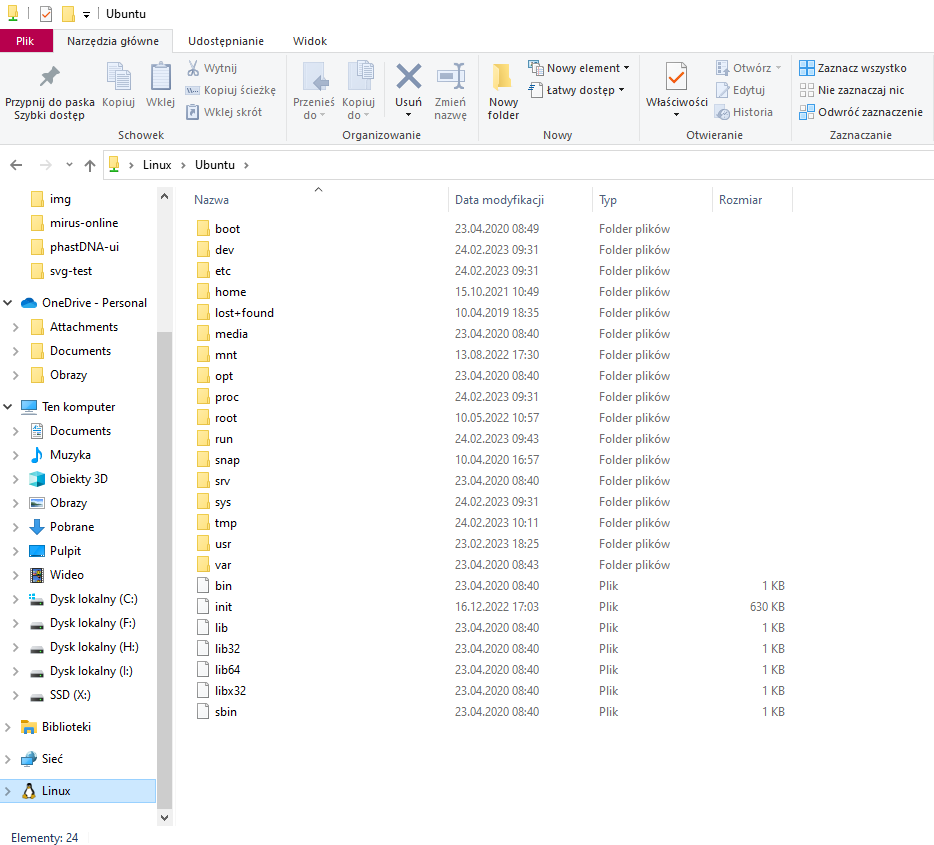 Ubuntu
Plik Narzędzia główne Udostępnianie Widok
Przypnij do paska Szybki dostęp
Kopiuj
Wklej
Wytnij
Kopiuj ścieżkę
Wklej skrót
Schowek
Przenieś do
Kopiuj do
Usuń
Zmień nazwę
Organizowanie
Nowy folder
Nowy element
Łatwy dostęp
Nowy
Właściwości
Otwórz
Edytuj
Historia
Otwieranie
Zaznacz wszystko
Nie zaznaczaj nic
Odwróć zaznaczenie
Zaznaczanie
Linux Ubuntu
img
mirus-online
phastDNA-ui
svg-test
OneDrive - Personal
Attachments
Documents
Obrazy
Ten komputer
Documents
Muzyka
Obiekty 3D
Obrazy
Pobrane
Pulpit
Wideo
Dysk lokalny (C:)
Dysk lokalny (F:)
Dysk lokalny (H:)
Dysk lokalny (I:)
SSD (X:)
Biblioteki
Sieć
Linux
Nazwa Data modyfikacji Typ Rozmiar
boot 23.04.2020 08:49 Folder plików
dev 24.02.2023 09:31 Folder plików
etc 24.02.2023 09:31 Folder plików
home 15.10.2021 10:49 Folder plików
lost+found 10.04.2019 18:35 Folder plików
media 23.04.2020 08:40 Folder plików
mnt 13.08.2022 17:30 Folder plików
opt 23.04.2020 08:40 Folder plików
proc 24.02.2023 09:31 Folder plików
root 10.05.2022 10:57 Folder plików
run 24.02.2023 09:43 Folder plików
snap 10.04.2020 16:57 Folder plików
srv 23.04.2020 08:40 Folder plików
sys 24.02.2023 09:31 Folder plików
tmp 24.02.2023 10:11 Folder plików
usr 23.02.2023 18:25 Folder plików
var 23.04.2020 08:43 Folder plików
bin 23.04.2020 08:40 Plik 1 KB
init 16.12.2022 17:03 Plik 630 KB
lib 23.04.2020 08:40 Plik 1 KB
lib32 23.04.2020 08:40 Plik 1 KB
lib64 23.04.2020 08:40 Plik 1 KB
libx32 23.04.2020 08:40 Plik 1 KB
sbin 23.04.2020 08:40 Plik 1 KB
Elementy: 24